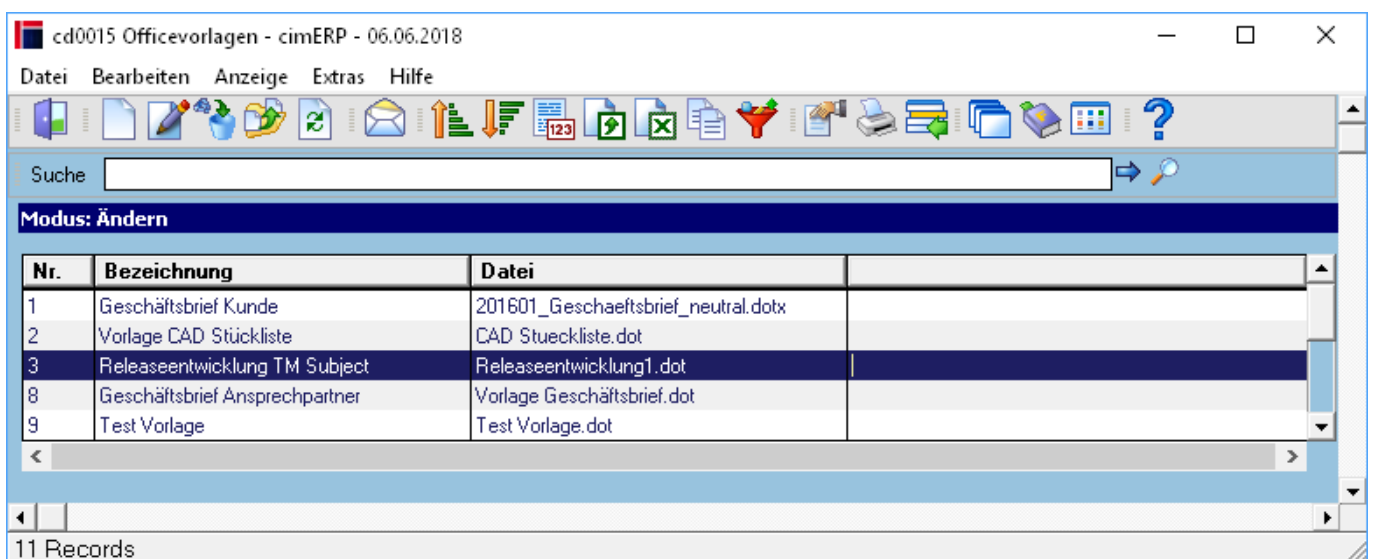 cd0015 Officevorlagen - cimERP - 06.06.2018
Datei Bearbeiten Anzeige Extras Hilfe
123
Suche
Modus: Ändern
Nr. Bezeichnung Datei
1 Geschäftsbrief Kunde 201601_Geschaeftsbrief_neutral.dotx
2 Vorlage CAD Stückliste CAD Stueckliste.dot
3 Releaseentwicklung TM Subject Releaseentwicklung1.dot
8 Geschäftsbrief Ansprechpartner Vorlage Geschäftsbrief.dot
9 Test Vorlage Test Vorlage.dot
11 Records